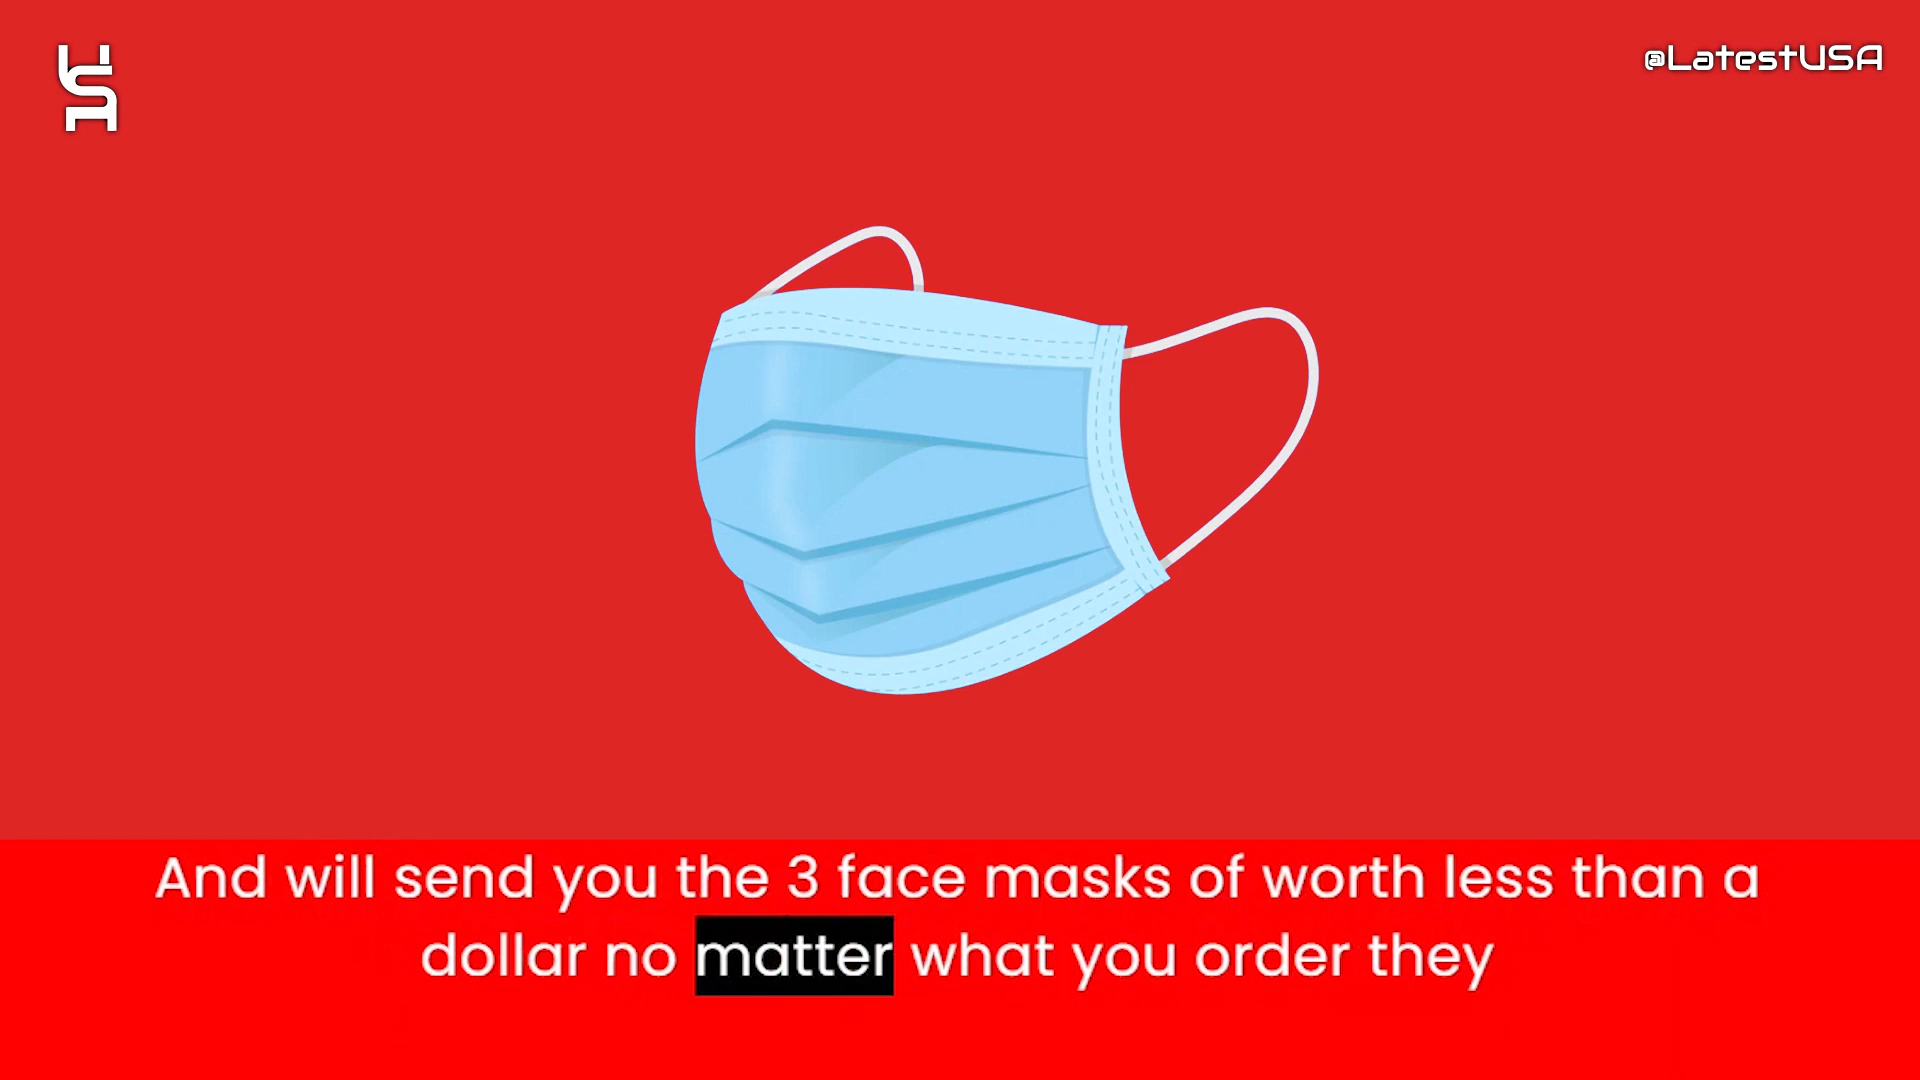 USA
@LatestUSA
And will send you the 3 face masks of worth less than a
dollar no matter what you order they